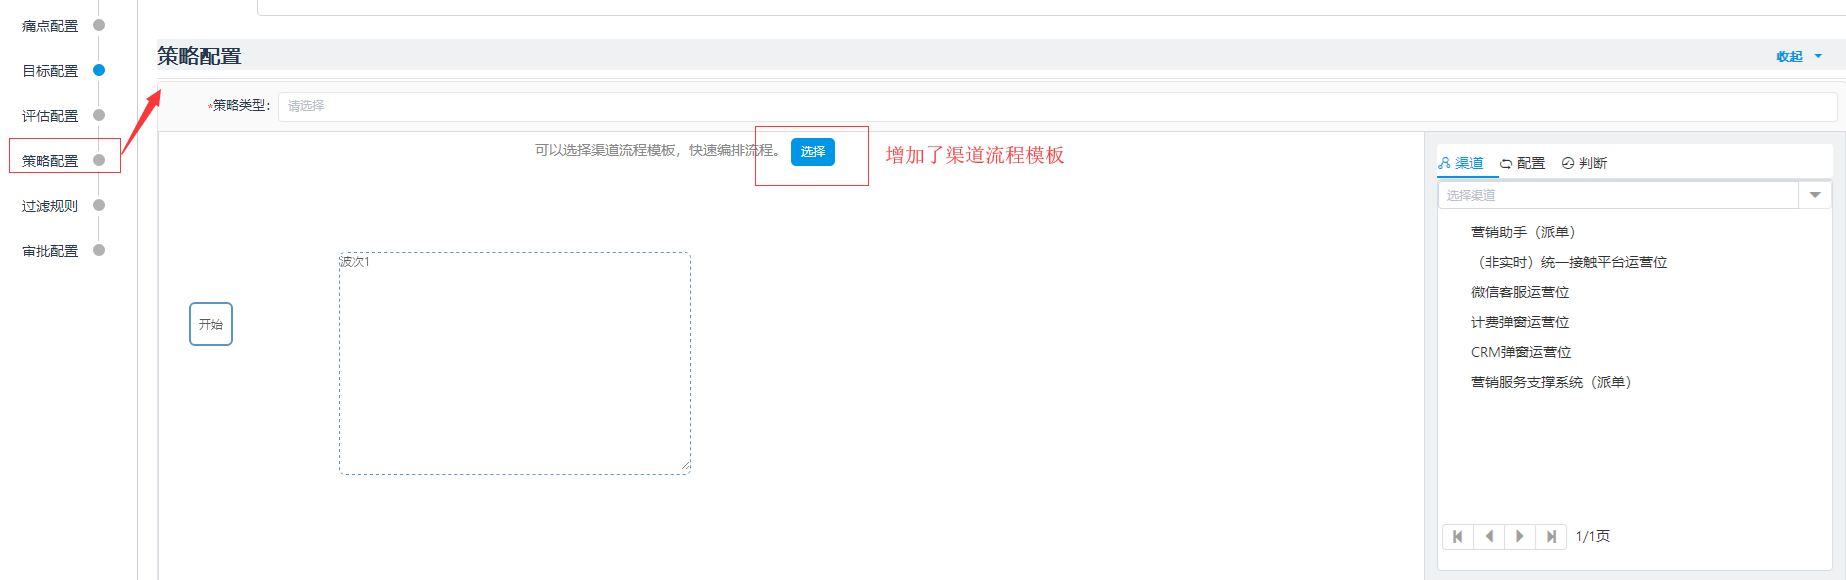 痛点配置
目标配置
评估配置
策略配置
过滤规则
审批配置
策略配置
收起
*策略类型：
请选择
可以选择渠道流程模板，快速编排流程。
选择
增加了渠道流程模板
开始
波次1
渠道
配置
判断
选择渠道
营销助手（派单）
（非实时）统一接触平台运营位
微信客服运营位
计费弹窗运营位
CRM弹窗运营位
营销服务支撑系统（派单）
1/1页